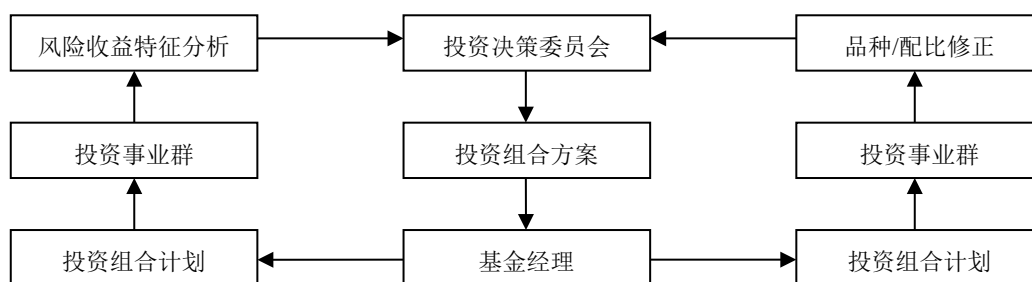 风险收益特征分析
投资决策委员会
品种/配比修正
投资事业群
投资组合方案
投资事业群
投资组合计划
基金经理
投资组合计划